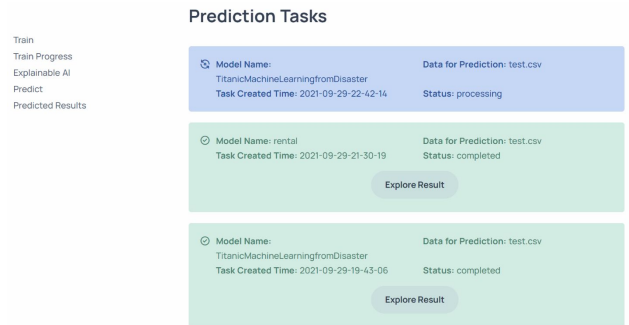 Prediction Tasks
Train
Train Progress
Explainable AI
Predict
Predicted Results
Model Name: Data for Prediction: test.csv
TitanicMachineLearningfromDisaster
Task Created Time: 2021-09-29-22-42-14 Status: processing
Model Name: rental Data for Prediction: test.csv
Task Created Time: 2021-09-29-21-30-19 Status: completed
Explore Result
Model Name: Data for Prediction: test.csv
TitanicMachineLearningfromDisaster
Task Created Time: 2021-09-29-19-43-06 Status: completed
Explore Result